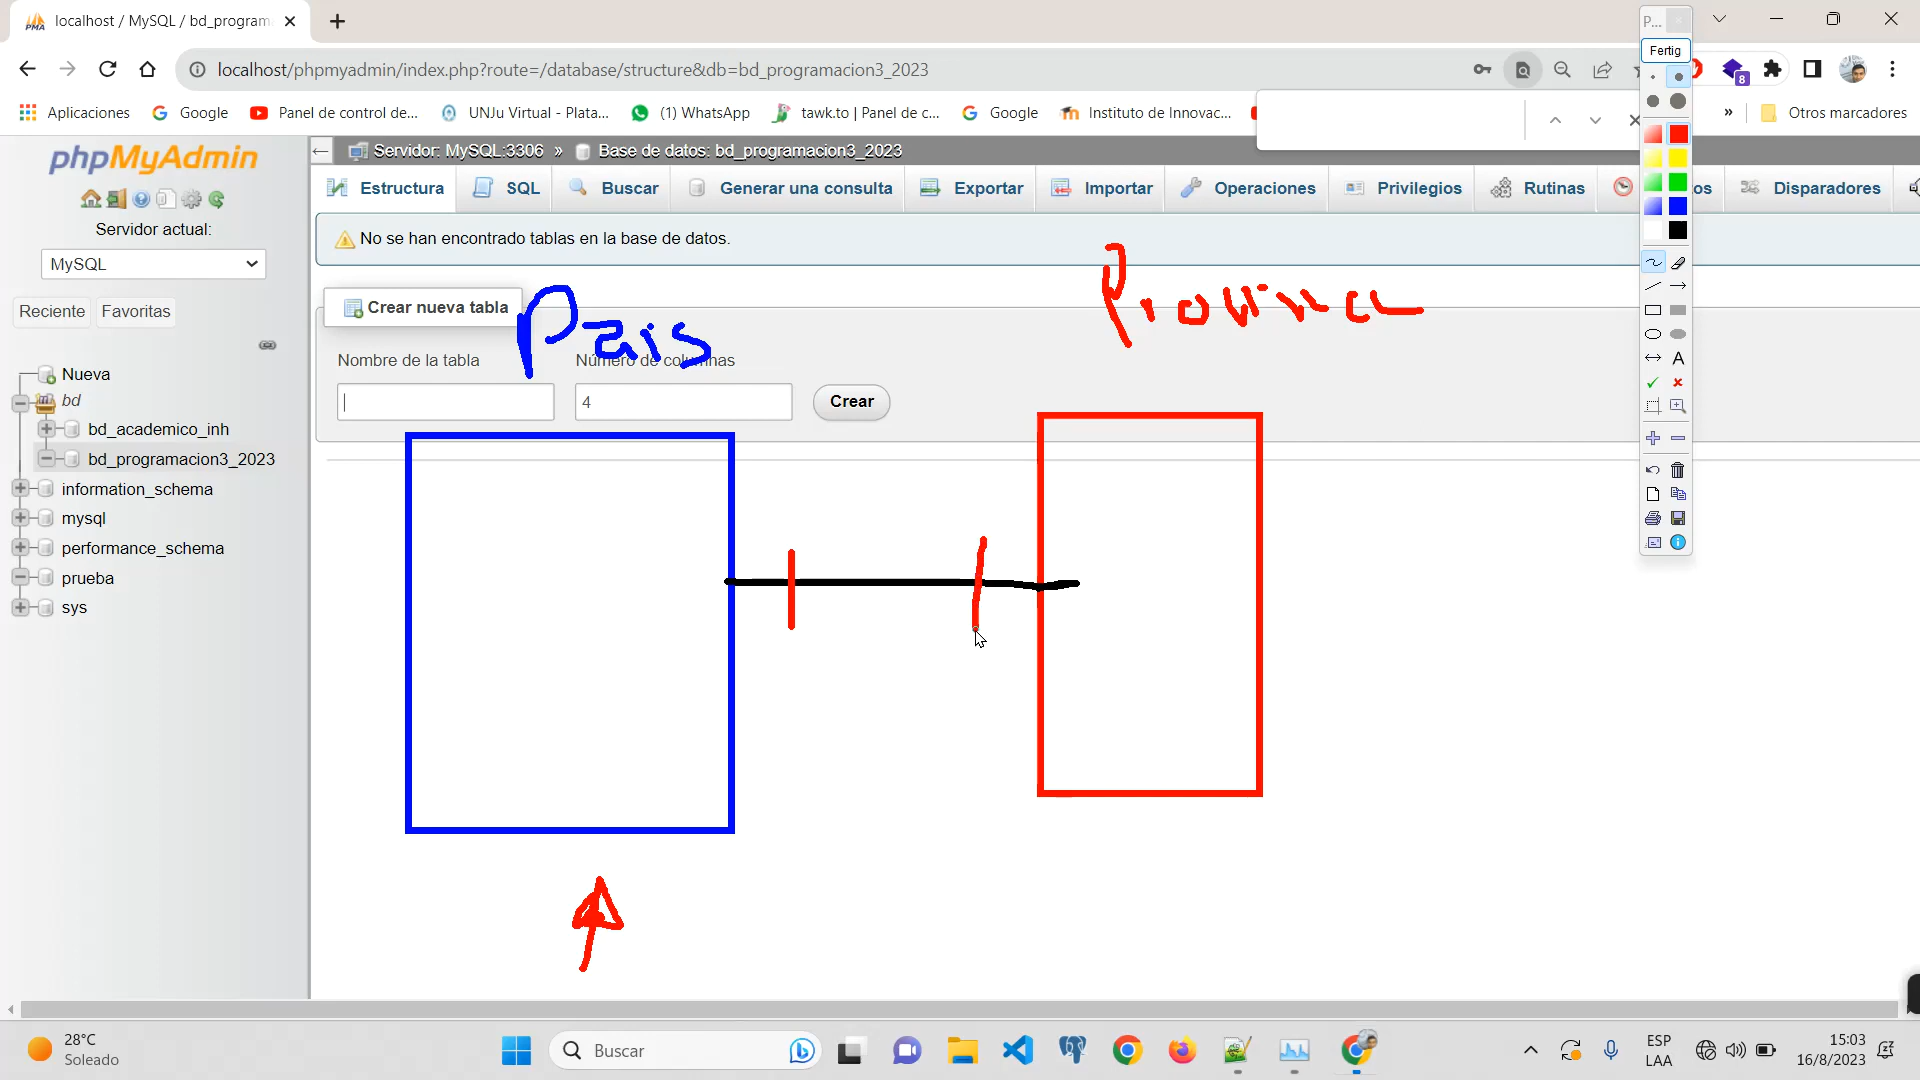 localhost / MySQL / bd_program
P...
Fertig
localhost/phpmyadmin/index.php?route=/database/structure&db=bd_programacion3_2023
8
Aplicaciones
Google
Panel de control de...
UNJu Virtual - Plata...
(1) WhatsApp
tawk.to | Panel de c...
Google
Instituto de Innovac...
»
Otros marcadores
phpMyAdmin
Servidor: MySQL:3306 » Base de datos: bd_programacion3_2023
Estructura
SQL
Buscar
Generar una consulta
Exportar
Importar
Operaciones
Privilegios
Rutinas
os
Disparadores
Servidor actual:
MySQL
No se han encontrado tablas en la base de datos.
Reciente
Favoritas
Crear nueva tabla
Pais
Provinca
Nombre de la tabla
Número de columnas
4
Crear
Nueva
bd
bd_academico_inh
bd_programacion3_2023
information_schema
mysql
performance_schema
prueba
sys
A
28°C
Soleado
Buscar
ESP
LAA
15:03
16/8/2023